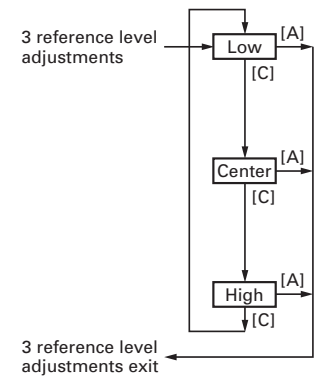 3 reference level
adjustments
Low
[A]
[C]
Center
[A]
[C]
High
[A]
[C]
3 reference level
adjustments exit